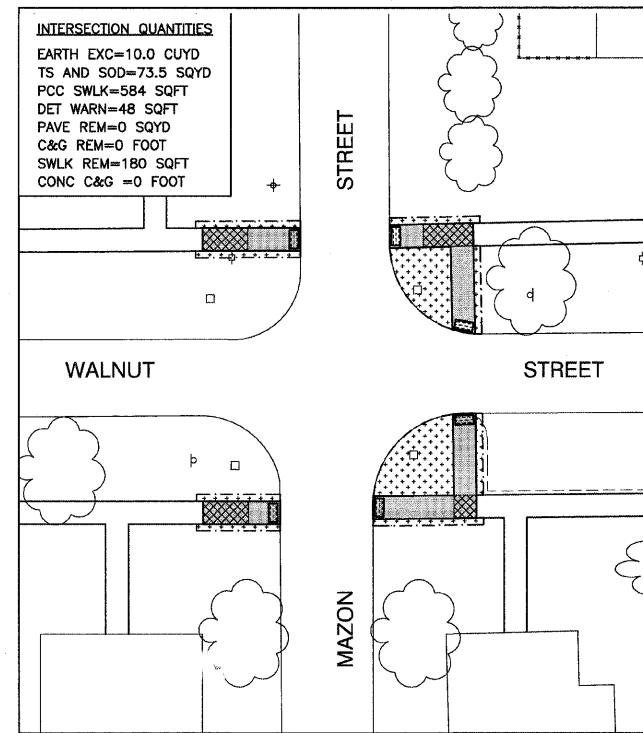 INTERSECTION QUANTITIES
EARTH EXC=10.0 CUYD
TS AND SOD=73.5 SQYD
PCC SWLK=584 SQFT
DET WARN=48 SQFT
PAVE REM=0 SQYD
C&G REM=0 FOOT
SWLK REM=180 SQFT
CONC C&G =0 FOOT
STREET
WALNUT
STREET
MAZON